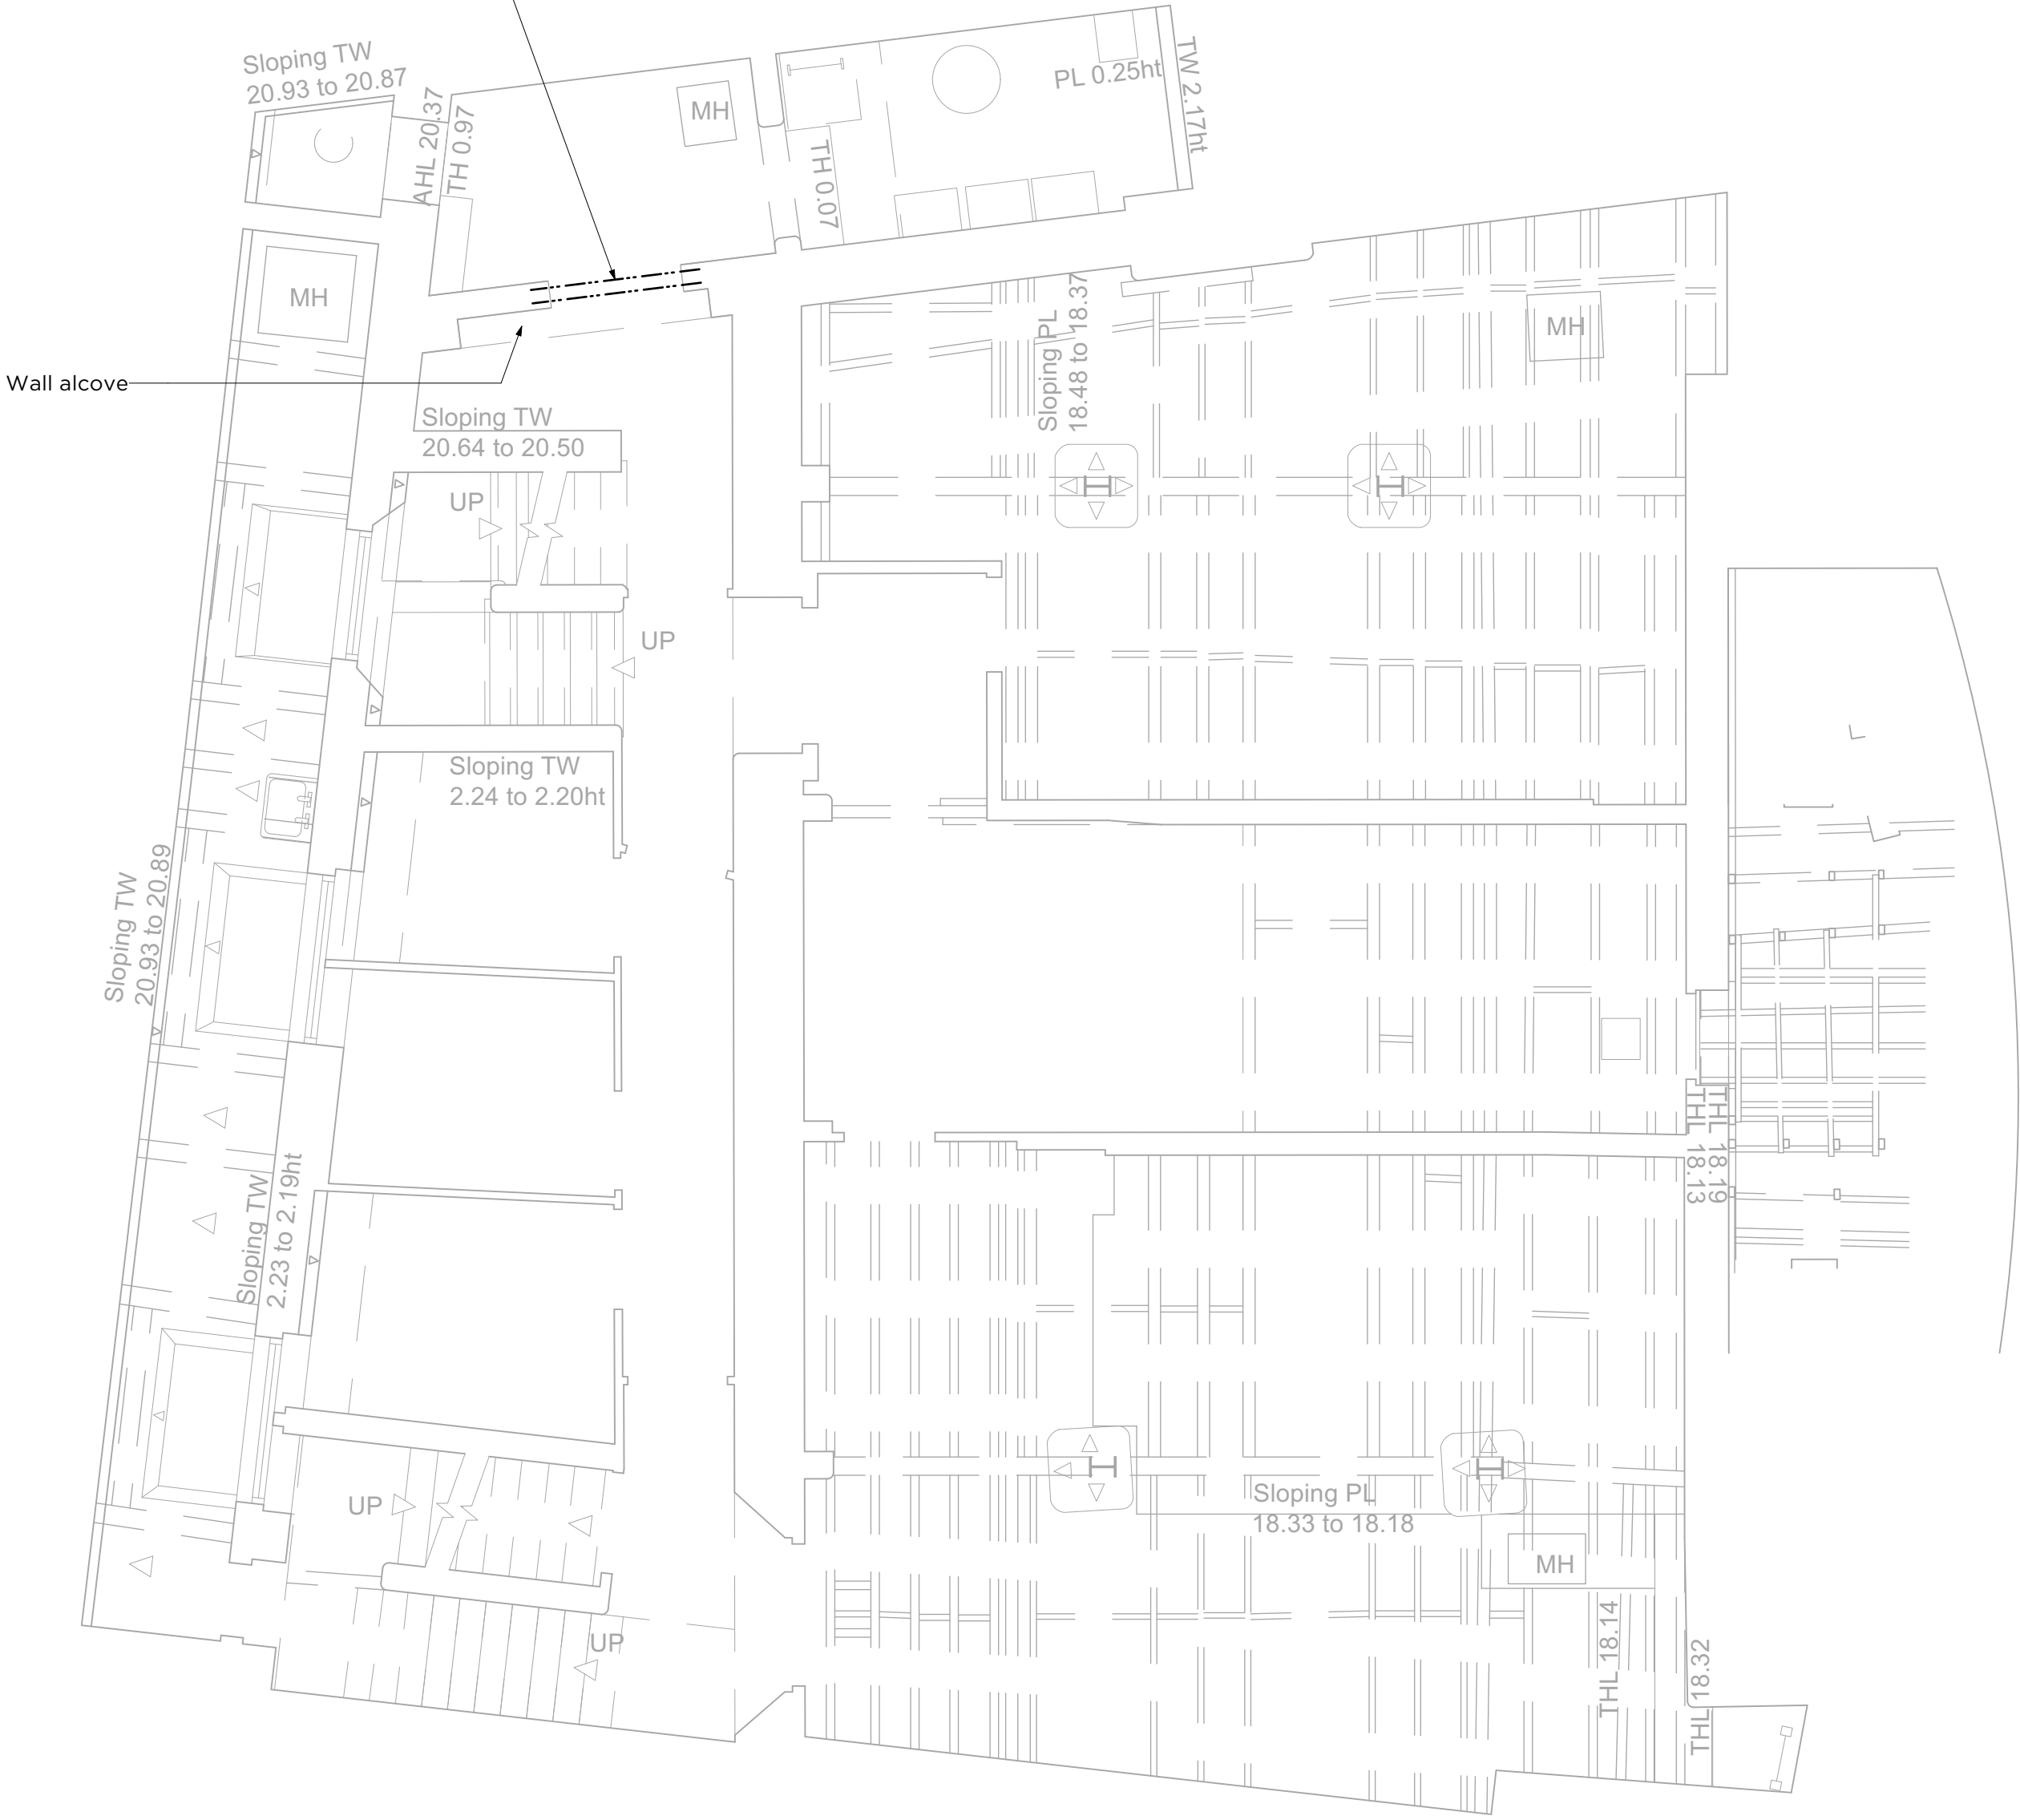 Sloping TW
20.93 to 20.87
AHL 20.37
TH 0.97
MH
TH 0.07
PL 0.25ht
TW 2.17ht
MH
Wall alcove
Sloping PL
18.48 to 18.37
MH
Sloping TW
20.64 to 20.50
UP
UP
Sloping TW
2.24 to 2.20ht
Sloping TW
20.93 to 20.89
Sloping TW
2.23 to 2.19ht
THL 18.19
THL 18.13
UP
Sloping PL
18.33 to 18.18
MH
UP
THL 18.14
THL 18.32